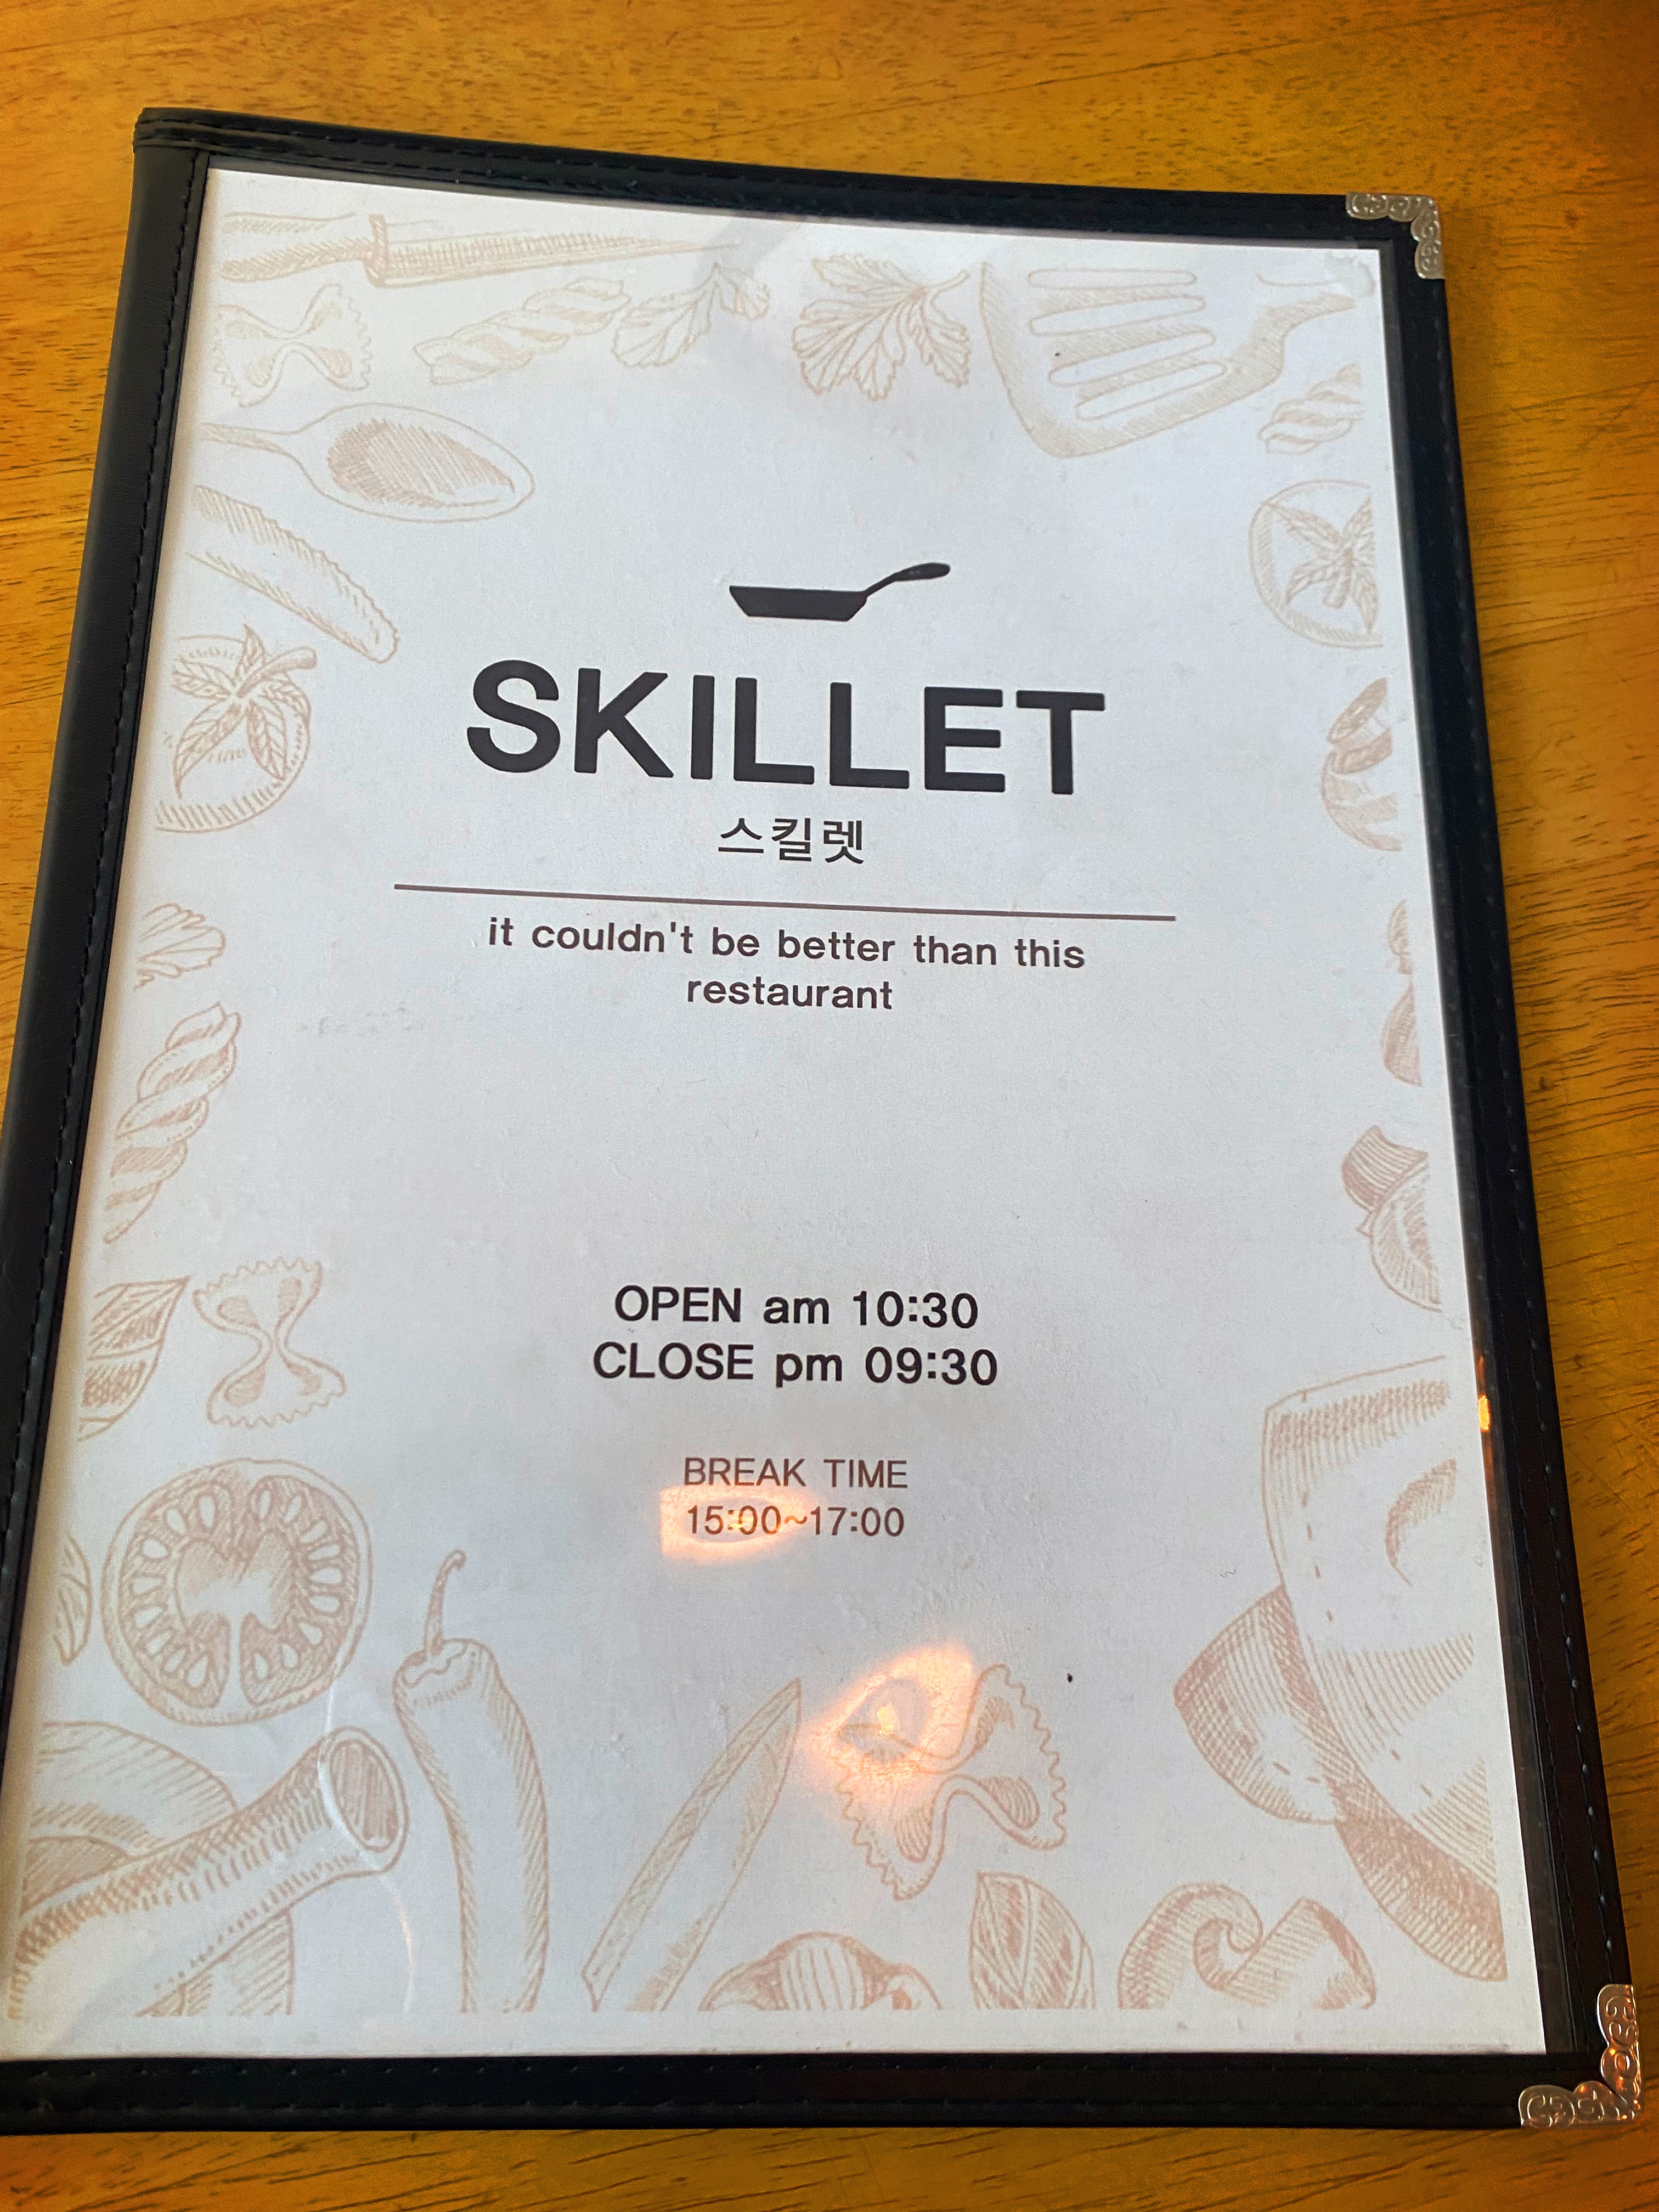 SKILLET
스킬렛
it couldn't be better than this
restaurant
OPEN am 10:30
CLOSE pm 09:30
BREAK TIME
15:00~17:00